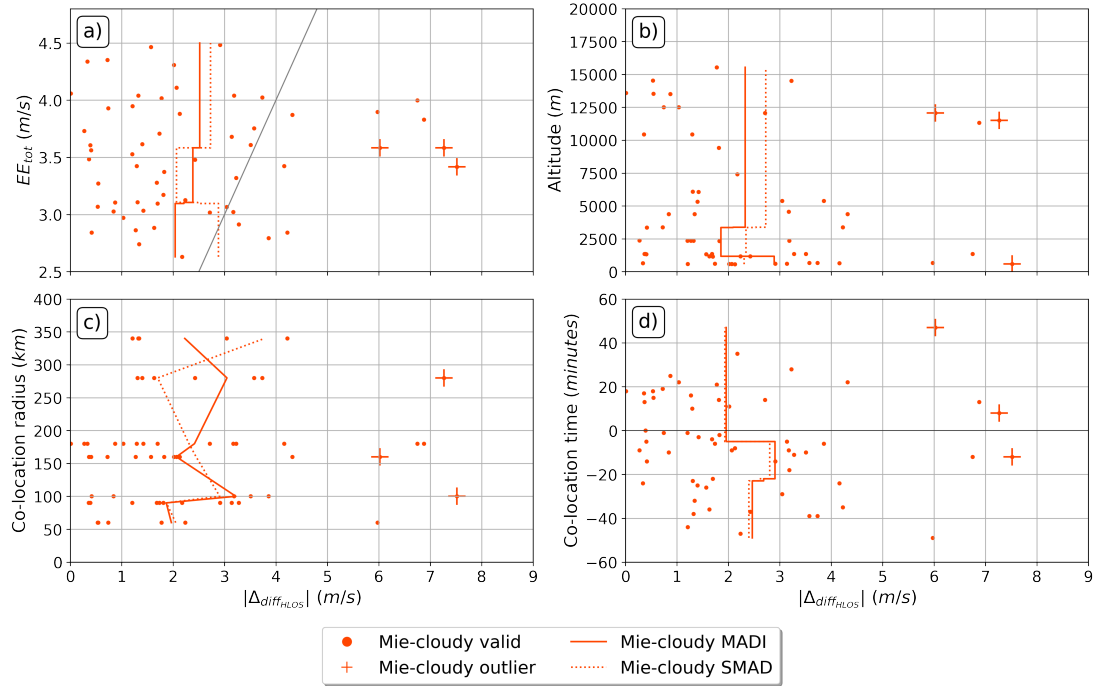 a)
4.5
4.0
3.5
3.0
2.5
EE_tot (m/s)
b)
20000
17500
15000
12500
10000
7500
5000
2500
0
Altitude (m)
c)
400
350
300
250
200
150
100
50
0
Co-location radius (km)
0 1 2 3 4 5 6 7 8 9
|Δ_diff_HLOS| (m/s)
d)
60
40
20
0
−20
−40
−60
Co-location time (minutes)
0 1 2 3 4 5 6 7 8 9
|Δ_diff_HLOS| (m/s)
Mie-cloudy valid
Mie-cloudy outlier
Mie-cloudy MADI
Mie-cloudy SMAD